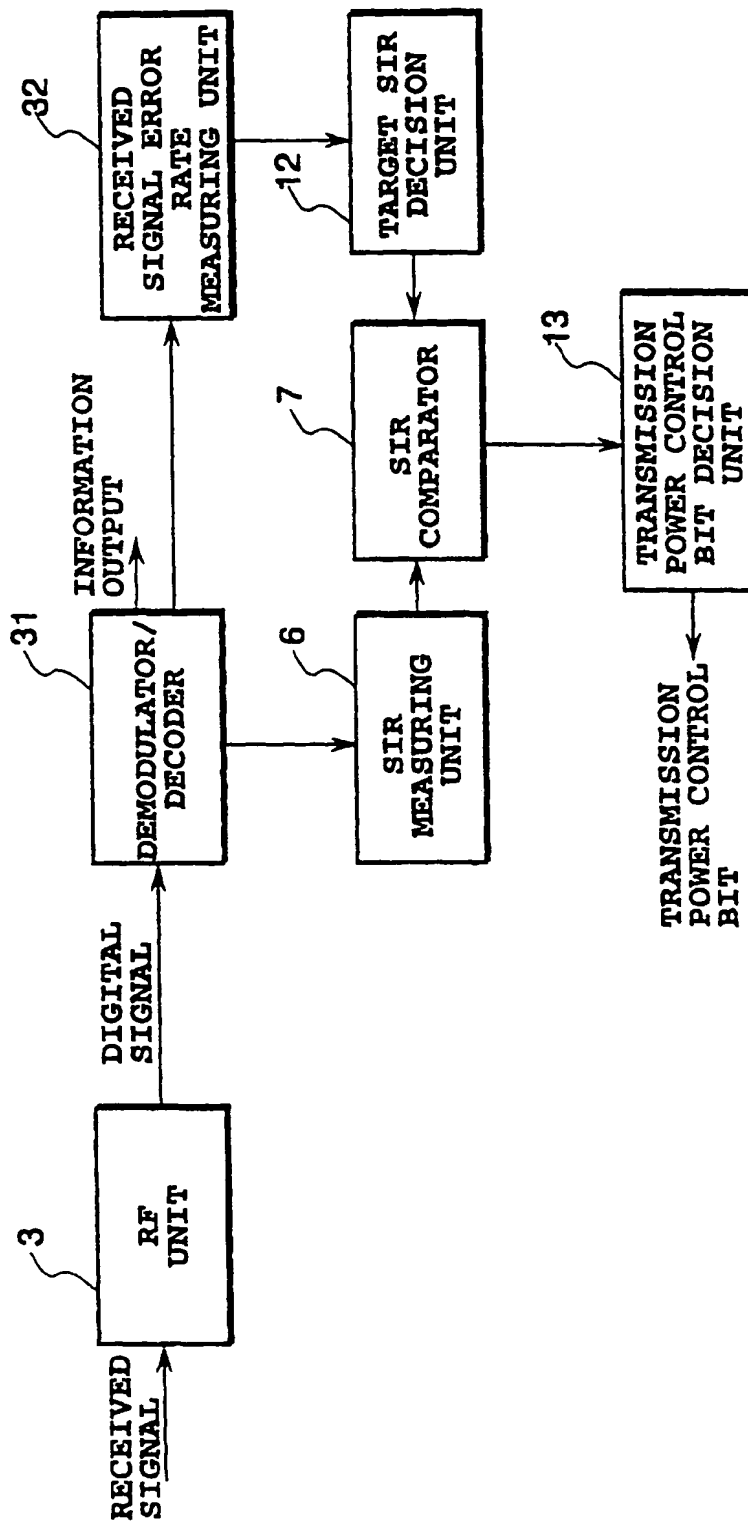 RECEIVED
SIGNAL
3
RF
UNIT
DIGITAL
SIGNAL
31
DEMODULATOR/
DECODER
INFORMATION
OUTPUT
32
RECEIVED
SIGNAL ERROR
RATE
MEASURING UNIT
6
SIR
MEASURING
UNIT
7
SIR
COMPARATOR
12
TARGET SIR
DECISION
UNIT
13
TRANSMISSION
POWER CONTROL
BIT DECISION
UNIT
TRANSMISSION
POWER CONTROL
BIT